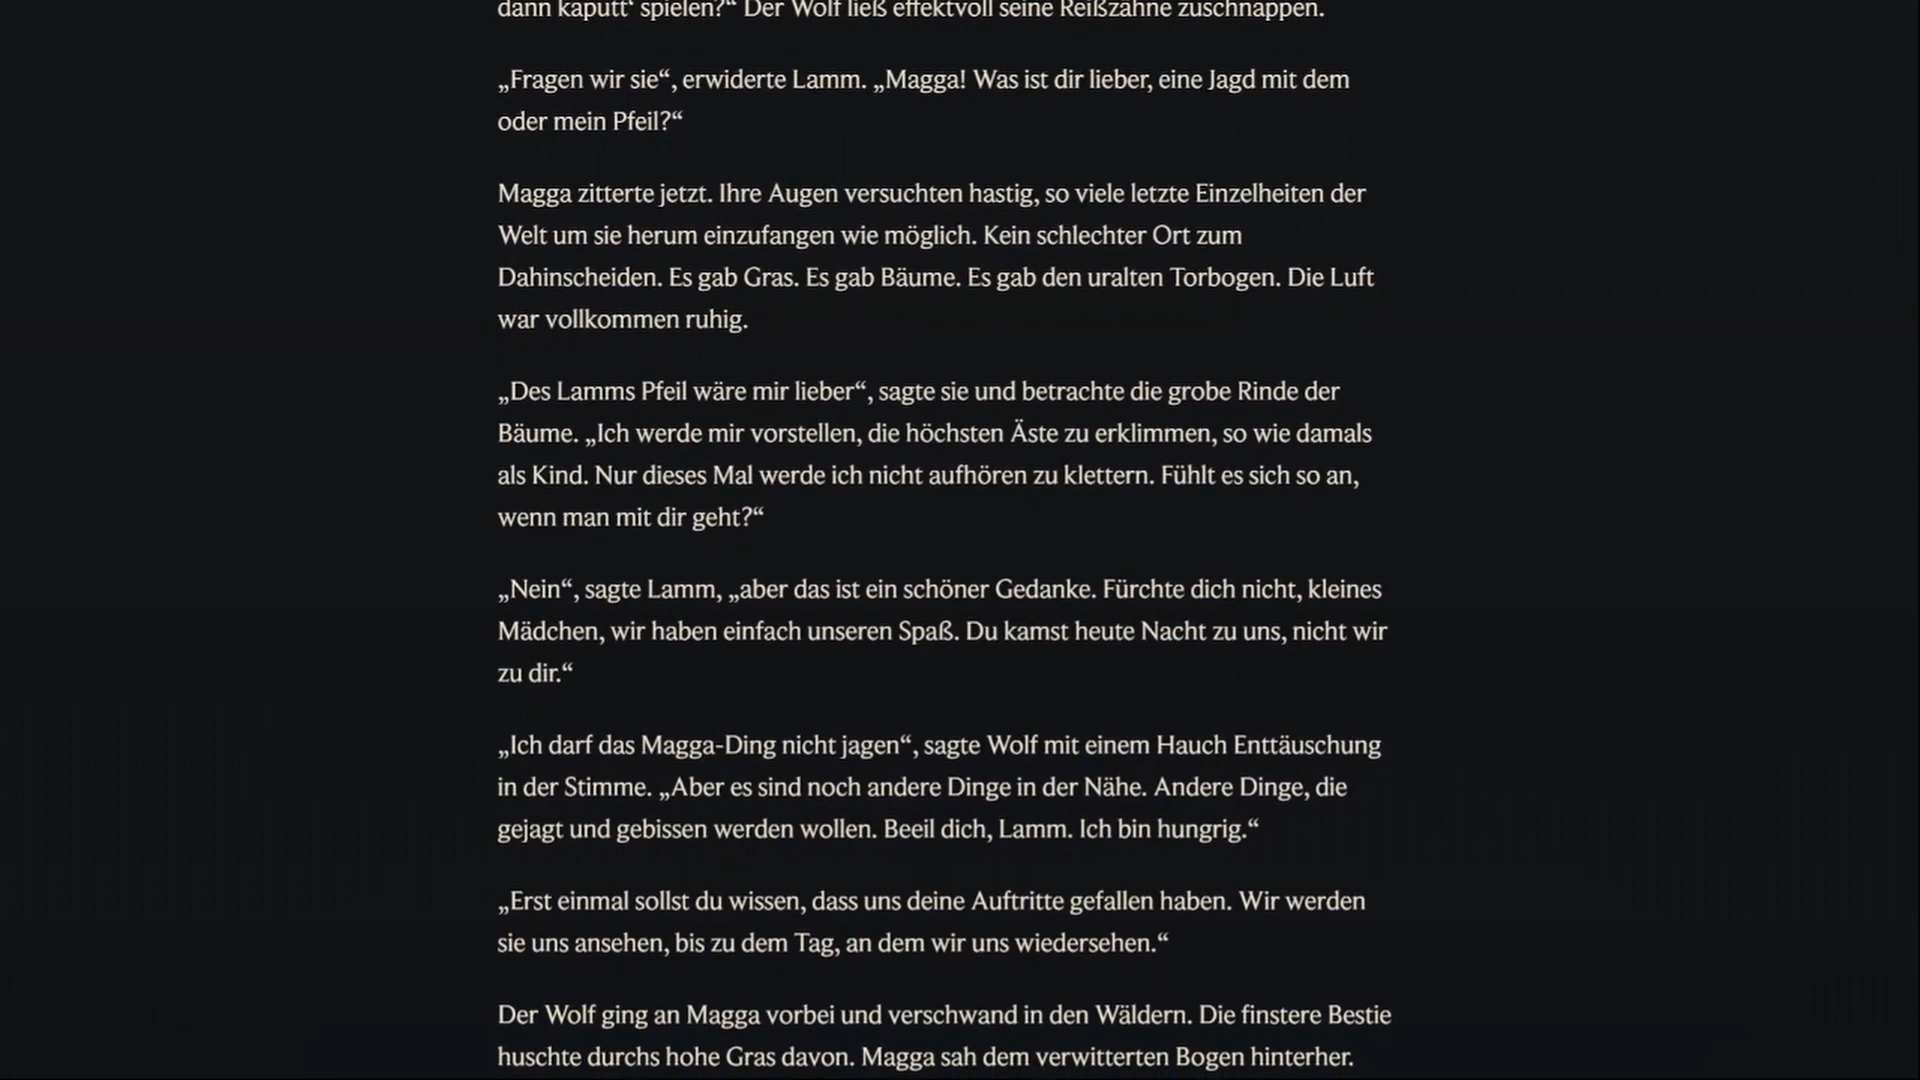 dann kaputt‘ spielen?“ Der Wolf ließ effektvoll seine Reißzähne zuschnappen.
„Fragen wir sie“, erwiderte Lamm. „Magga! Was ist dir lieber, eine Jagd mit dem
oder mein Pfeil?“
Magga zitterte jetzt. Ihre Augen versuchten hastig, so viele letzte Einzelheiten der
Welt um sie herum einzufangen wie möglich. Kein schlechter Ort zum
Dahinscheiden. Es gab Gras. Es gab Bäume. Es gab den uralten Torbogen. Die Luft
war vollkommen ruhig.
„Des Lamms Pfeil wäre mir lieber“, sagte sie und betrachte die grobe Rinde der
Bäume. „Ich werde mir vorstellen, die höchsten Äste zu erklimmen, so wie damals
als Kind. Nur dieses Mal werde ich nicht aufhören zu klettern. Fühlt es sich so an,
wenn man mit dir geht?“
„Nein“, sagte Lamm, „aber das ist ein schöner Gedanke. Fürchte dich nicht, kleines
Mädchen, wir haben einfach unseren Spaß. Du kamst heute Nacht zu uns, nicht wir
zu dir.“
„Ich darf das Magga-Ding nicht jagen“, sagte Wolf mit einem Hauch Enttäuschung
in der Stimme. „Aber es sind noch andere Dinge in der Nähe. Andere Dinge, die
gejagt und gebissen werden wollen. Beeil dich, Lamm. Ich bin hungrig.“
„Erst einmal sollst du wissen, dass uns deine Auftritte gefallen haben. Wir werden
sie uns ansehen, bis zu dem Tag, an dem wir uns wiedersehen.“
Der Wolf ging an Magga vorbei und verschwand in den Wäldern. Die finstere Bestie
huschte durchs hohe Gras davon. Magga sah dem verwitterten Bogen hinterher.